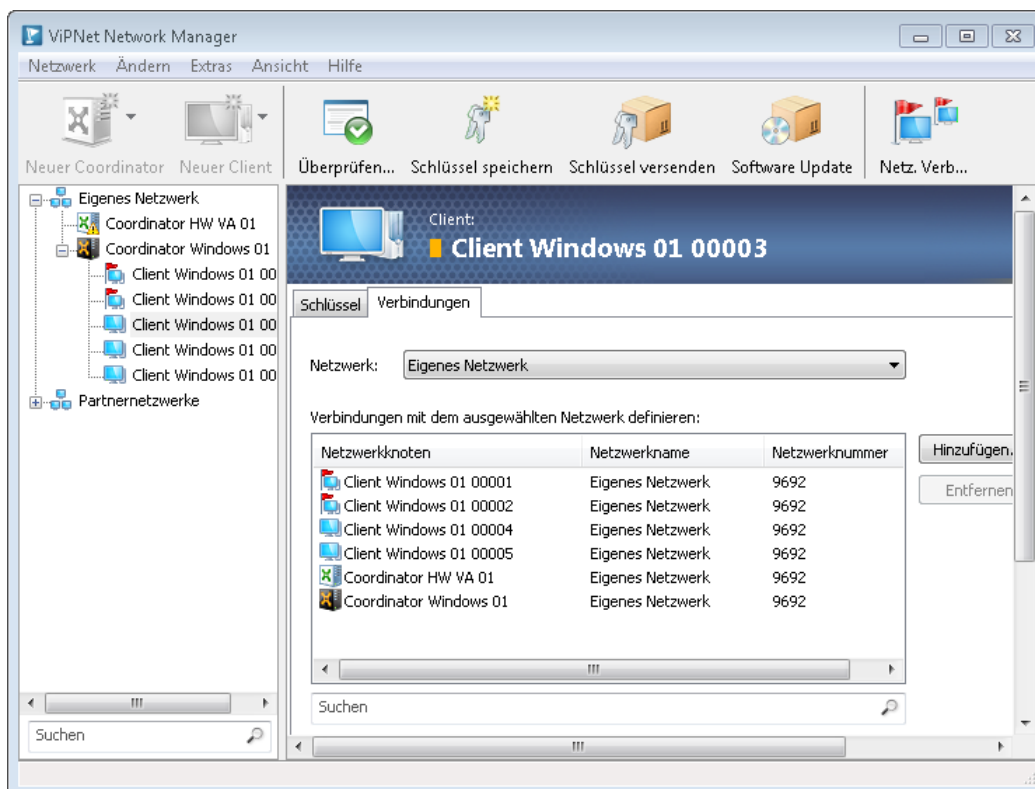 ViPNet Network Manager
Netzwerk Ändern Extras Ansicht Hilfe
Neuer Coordinator Neuer Client Überprüfen... Schlüssel speichern Schlüssel versenden Software Update Netz. Verb...
Eigenes Netzwerk
Coordinator HW VA 01
Coordinator Windows 01
Client Windows 01 00
Client Windows 01 00
Client Windows 01 00
Client Windows 01 00
Client Windows 01 00
Partnernetzwerke
Suchen
Client:
Client Windows 01 00003
Schlüssel Verbindungen
Netzwerk: Eigenes Netzwerk
Verbindungen mit dem ausgewählten Netzwerk definieren:
Netzwerkknoten Netzwerkname Netzwerknummer
Client Windows 01 00001 Eigenes Netzwerk 9692
Client Windows 01 00002 Eigenes Netzwerk 9692
Client Windows 01 00004 Eigenes Netzwerk 9692
Client Windows 01 00005 Eigenes Netzwerk 9692
Coordinator HW VA 01 Eigenes Netzwerk 9692
Coordinator Windows 01 Eigenes Netzwerk 9692
Hinzufügen.
Entfernen
Suchen